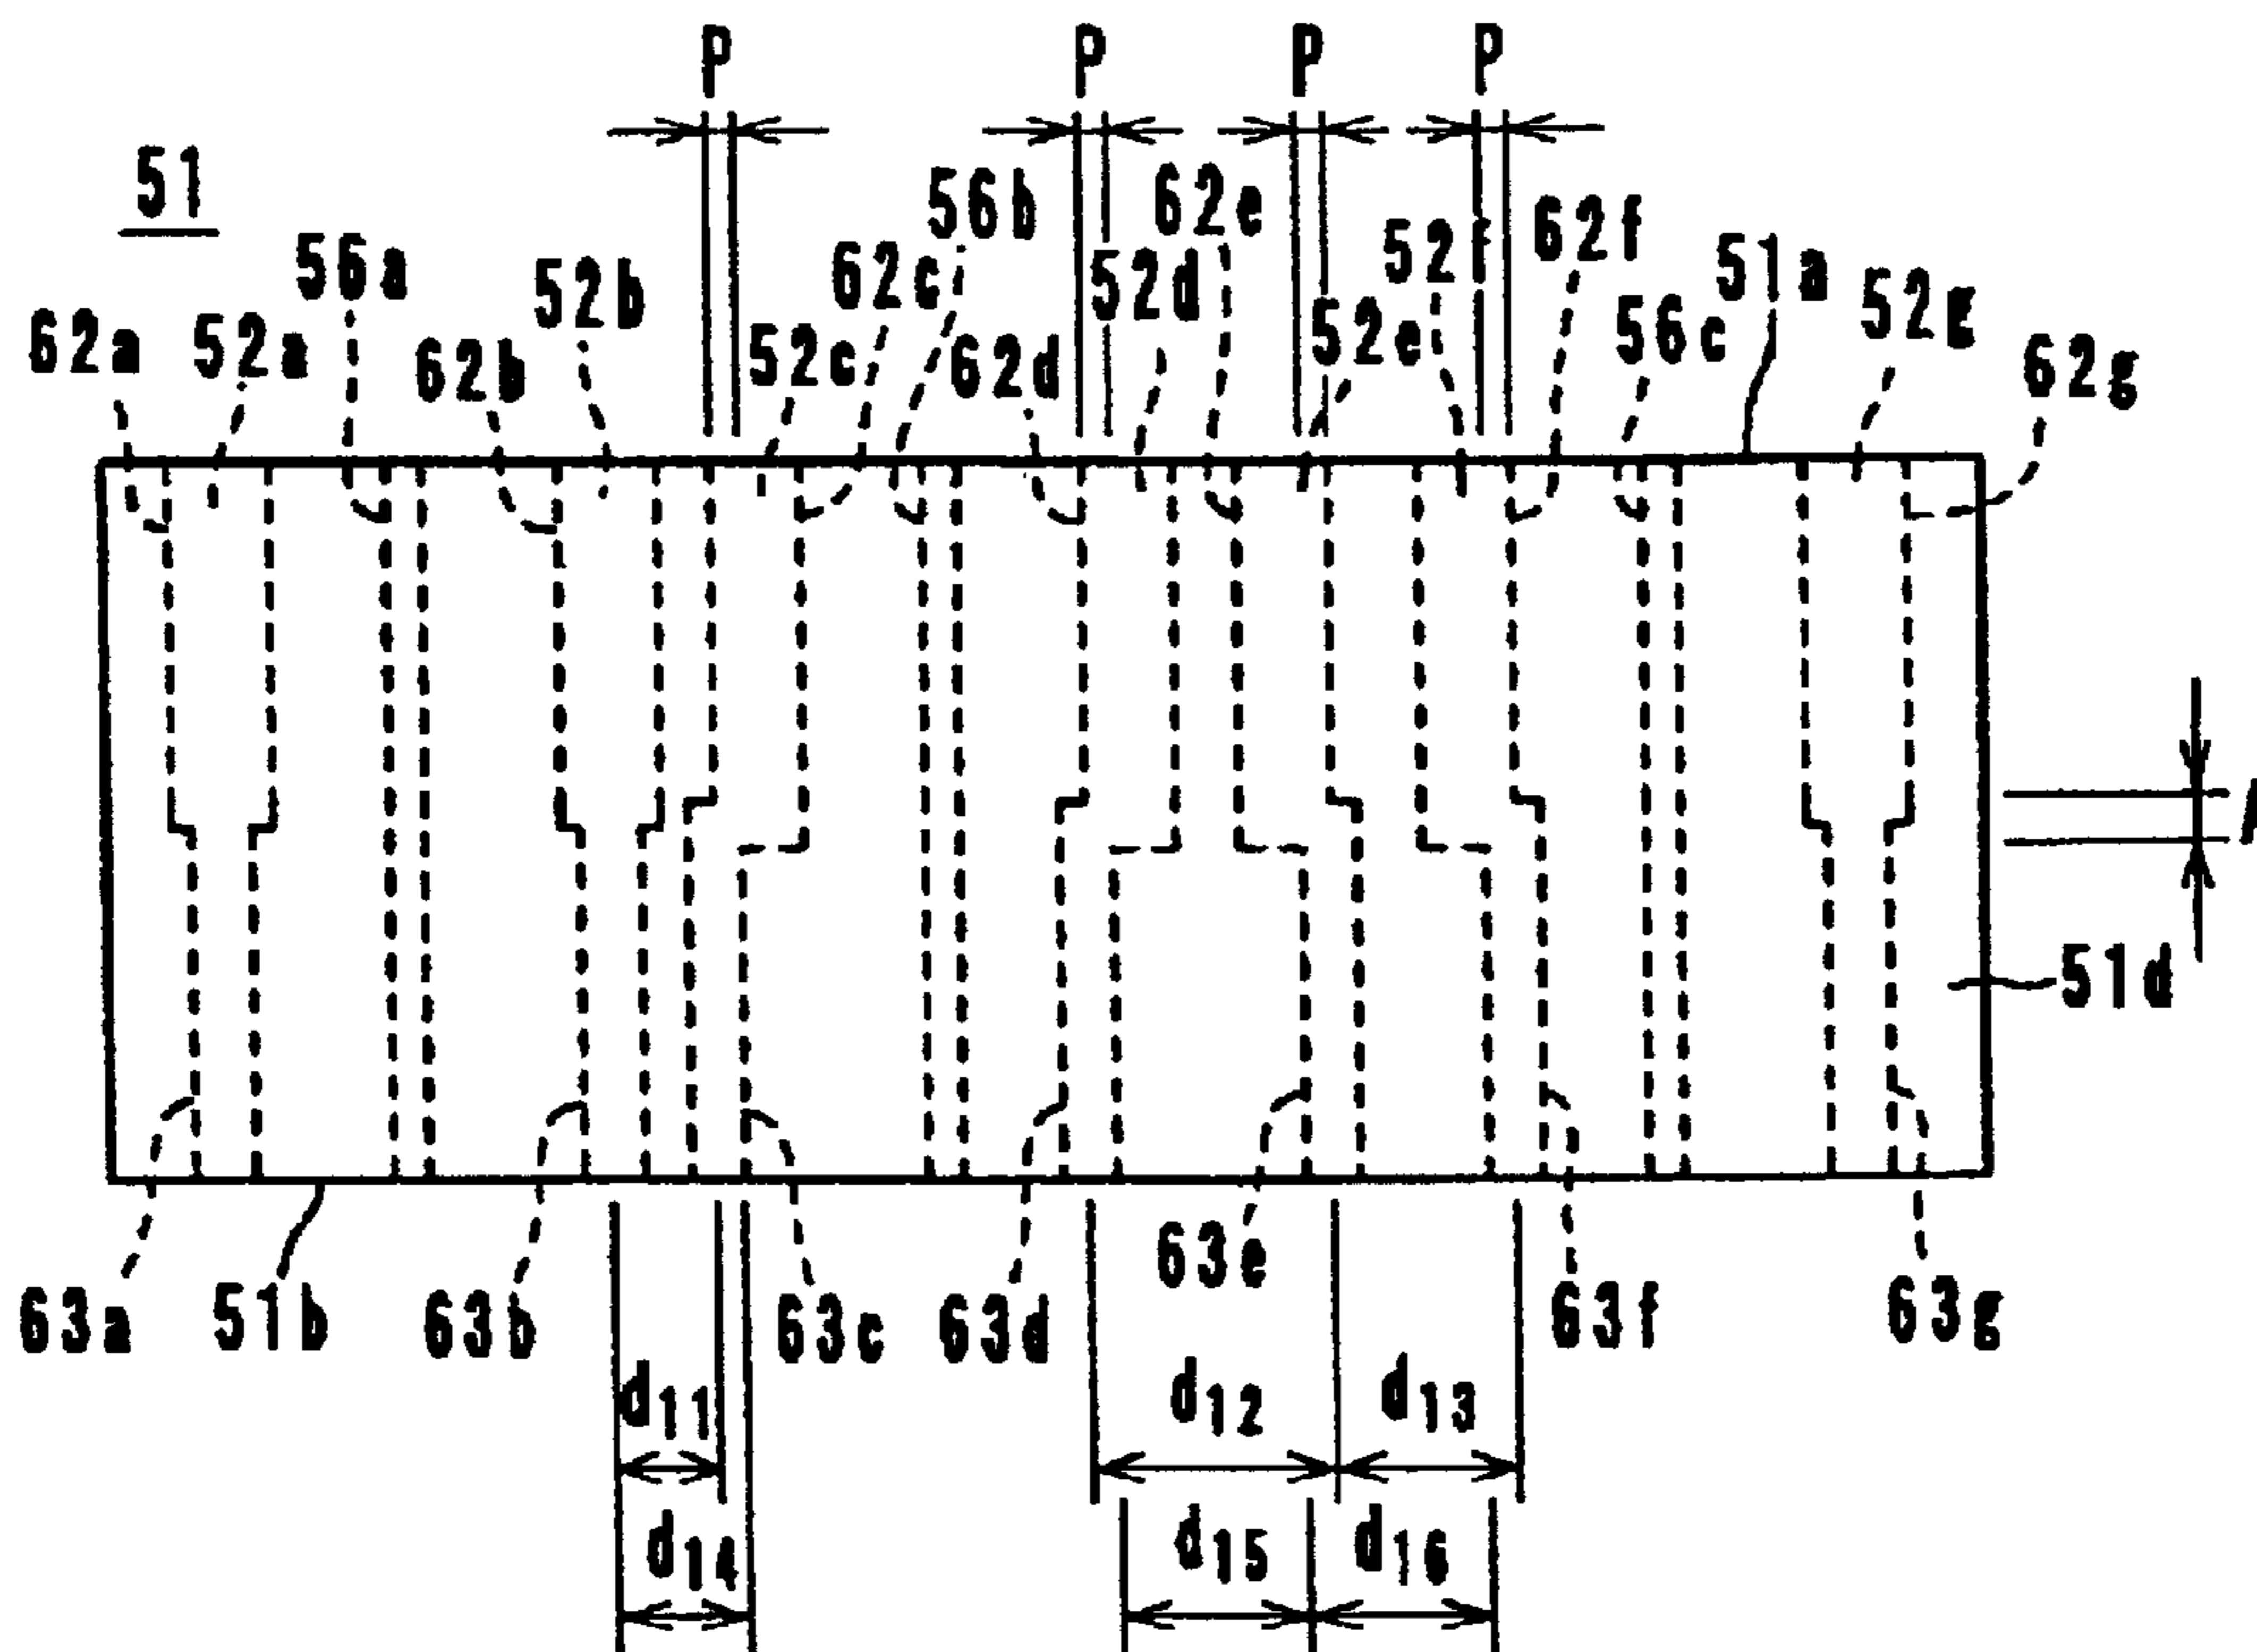 P P P P
51
56b 62e
56a 52b 62c 52d 52f 62f 51a 52g
62a 52a 62b 52c 62d 52e 56c 62g
51d
63e
63a 51b 63b 63c 63d 63f 63g
d11 d12 d13
d14 d15 d16